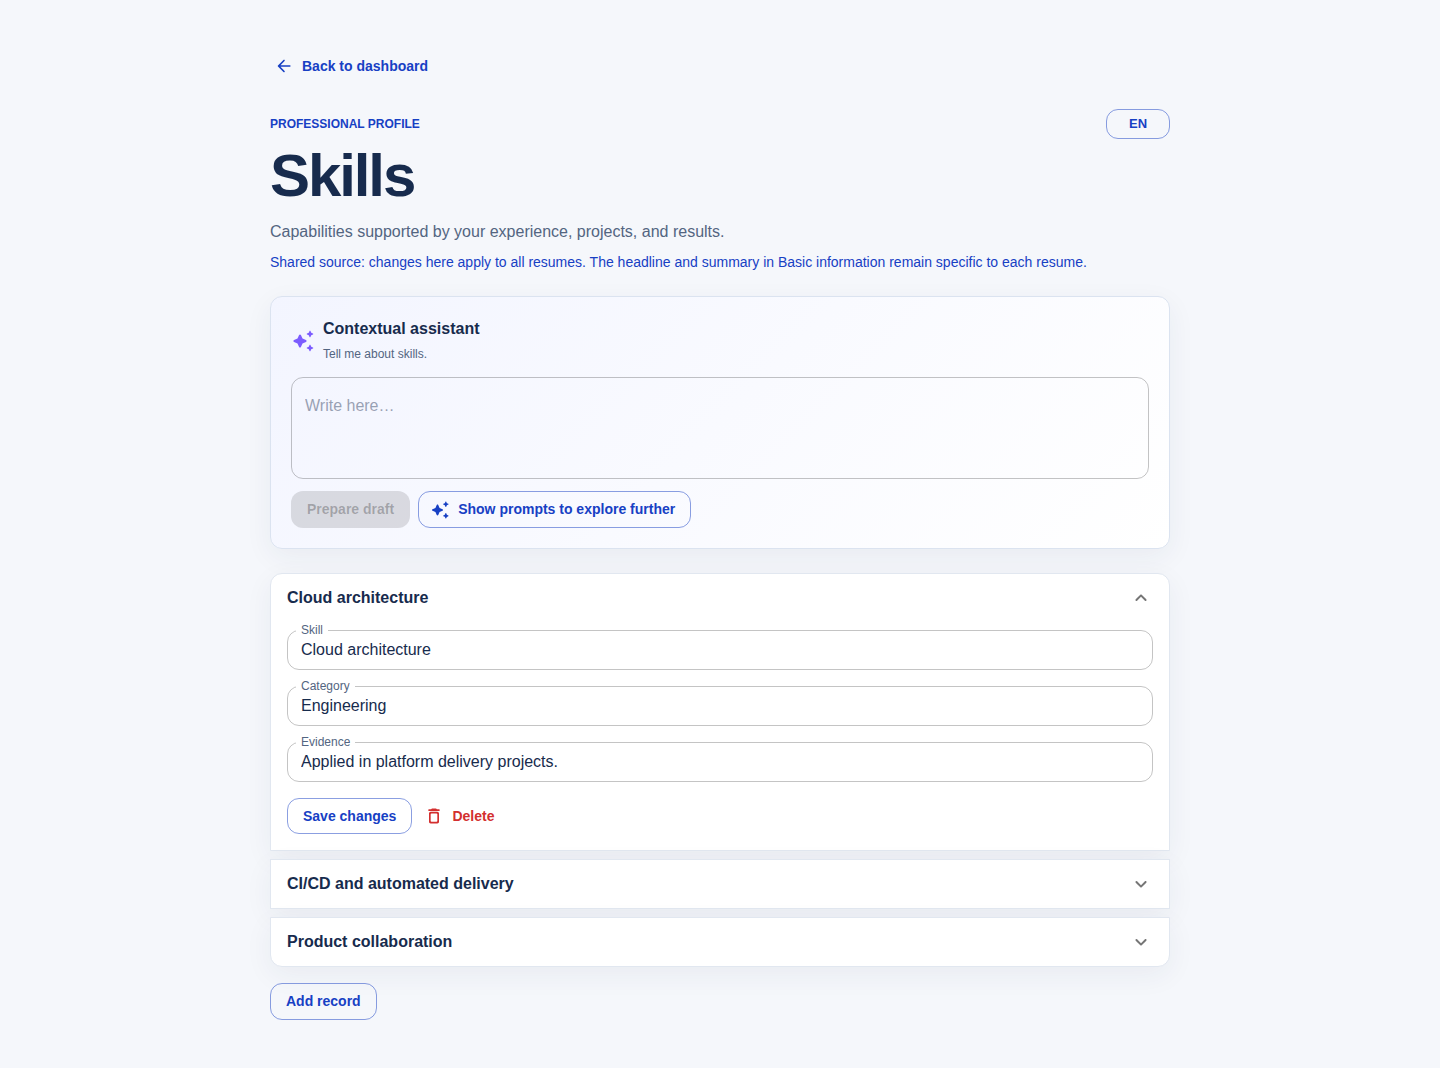 Back to dashboard
PROFESSIONAL PROFILE
EN
Skills
Capabilities supported by your experience, projects, and results.
Shared source: changes here apply to all resumes. The headline and summary in Basic information remain specific to each resume.
Contextual assistant
Tell me about skills.
Write here…
Prepare draft
Show prompts to explore further
Cloud architecture
Skill
Cloud architecture
Category
Engineering
Evidence
Applied in platform delivery projects.
Save changes
Delete
CI/CD and automated delivery
Product collaboration
Add record